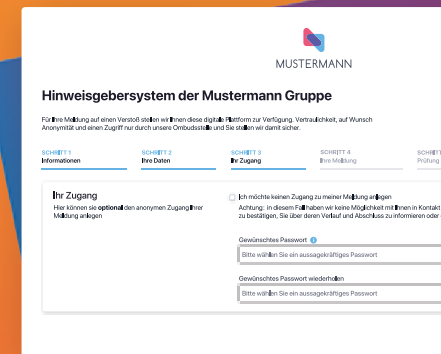 MUSTERMANN
Hinweisgebersystem der Mustermann Gruppe
Für Ihre Meldung auf einen Verstoß stellen wir Ihnen diese digitale Plattform zur Verfügung. Vertraulichkeit, auf Wunsch
Anonymität und einen Zugriff nur durch unsere Ombudsstelle und Sie stellen wir damit sicher.
SCHRITT 1 SCHRITT 2 SCHRITT 3 SCHRITT 4 SCHRITT
Informationen Ihre Daten Ihr Zugang Ihre Meldung Prüfung
Ihr Zugang
Hier können sie optional den anonymen Zugang Ihrer
Meldung anlegen
Ich möchte keinen Zugang zu meiner Meldung anlegen
Achtung: in diesem Fall haben wir keine Möglichkeit mit Ihnen in Kontakt
zu bestätigen, Sie über deren Verlauf und Abschluss zu informieren oder
Gewünschtes Passwort
Bitte wählen Sie ein aussagekräftiges Passwort
Gewünschtes Passwort wiederholen
Bitte wählen Sie ein aussagekräftiges Passwort